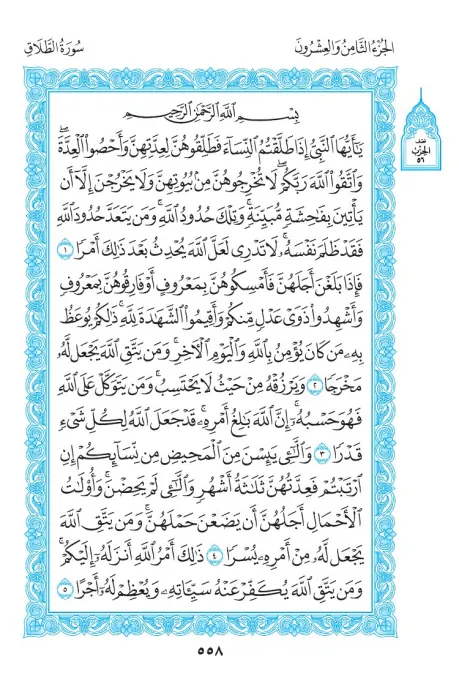 الجُزْءُ الثَّامِنُ وَالعِشْرُونَ
سُورَةُ الطَّلَاقِ
نصف
الحزب
٥٦
بِسْمِ اللَّهِ الرَّحْمَٰنِ الرَّحِيمِ
يَٰٓأَيُّهَا ٱلنَّبِيُّ إِذَا طَلَّقْتُمُ ٱلنِّسَآءَ فَطَلِّقُوهُنَّ لِعِدَّتِهِنَّ وَأَحْصُواْ ٱلْعِدَّةَۖ
وَٱتَّقُواْ ٱللَّهَ رَبَّكُمْۖ لَا تُخْرِجُوهُنَّ مِنۢ بُيُوتِهِنَّ وَلَا يَخْرُجْنَ إِلَّآ أَن
يَأْتِينَ بِفَٰحِشَةٖ مُّبَيِّنَةٖۚ وَتِلْكَ حُدُودُ ٱللَّهِۚ وَمَن يَتَعَدَّ حُدُودَ ٱللَّهِ
فَقَدْ ظَلَمَ نَفْسَهُۥۚ لَا تَدْرِي لَعَلَّ ٱللَّهَ يُحْدِثُ بَعْدَ ذَٰلِكَ أَمْرٗا ١
فَإِذَا بَلَغْنَ أَجَلَهُنَّ فَأَمْسِكُوهُنَّ بِمَعْرُوفٍ أَوْ فَارِقُوهُنَّ بِمَعْرُوفٖ
وَأَشْهِدُواْ ذَوَيْ عَدْلٖ مِّنكُمْ وَأَقِيمُواْ ٱلشَّهَٰدَةَ لِلَّهِۚ ذَٰلِكُمْ يُوعَظُ
بِهِۦ مَن كَانَ يُؤْمِنُ بِٱللَّهِ وَٱلْيَوْمِ ٱلْأٓخِرِۚ وَمَن يَتَّقِ ٱللَّهَ يَجْعَل لَّهُۥ
مَخْرَجٗا ٢ وَيَرْزُقْهُ مِنْ حَيْثُ لَا يَحْتَسِبُۚ وَمَن يَتَوَكَّلْ عَلَى ٱللَّهِ
فَهُوَ حَسْبُهُۥٓۚ إِنَّ ٱللَّهَ بَٰلِغُ أَمْرِهِۦۚ قَدْ جَعَلَ ٱللَّهُ لِكُلِّ شَيْءٖ
قَدْرٗا ٣ وَٱلَّٰٓـِٔي يَئِسْنَ مِنَ ٱلْمَحِيضِ مِن نِّسَآئِكُمْ إِنِ
ٱرْتَبْتُمْ فَعِدَّتُهُنَّ ثَلَٰثَةُ أَشْهُرٖ وَٱلَّٰٓـِٔي لَمْ يَحِضْنَۚ وَأُوْلَٰتُ
ٱلْأَحْمَالِ أَجَلُهُنَّ أَن يَضَعْنَ حَمْلَهُنَّۚ وَمَن يَتَّقِ ٱللَّهَ
يَجْعَل لَّهُۥ مِنْ أَمْرِهِۦ يُسْرٗا ٤ ذَٰلِكَ أَمْرُ ٱللَّهِ أَنزَلَهُۥٓ إِلَيْكُمْۚ
وَمَن يَتَّقِ ٱللَّهَ يُكَفِّرْ عَنْهُ سَيِّـَٔاتِهِۦ وَيُعْظِمْ لَهُۥٓ أَجْرًا ٥
٥٥٨